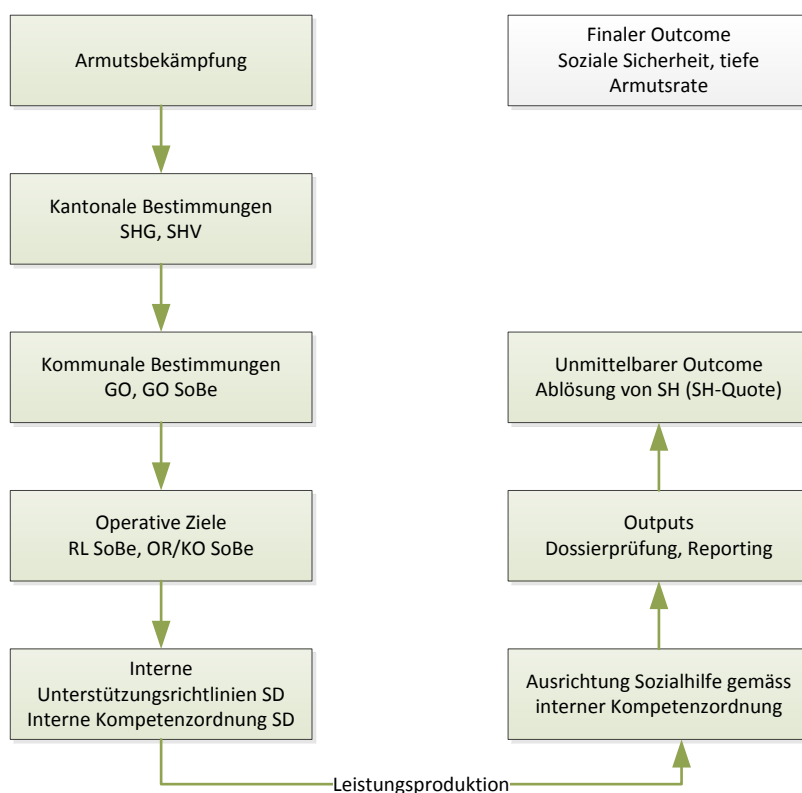 Armutsbekämpfung
Kantonale Bestimmungen
SHG, SHV
Kommunale Bestimmungen
GO, GO SoBe
Operative Ziele
RL SoBe, OR/KO SoBe
Interne
Unterstützungsrichtlinien SD
Interne Kompetenzordnung SD
Leistungsproduktion
Ausrichtung Sozialhilfe gemäss
interner Kompetenzordnung
Outputs
Dossierprüfung, Reporting
Unmittelbarer Outcome
Ablösung von SH (SH-Quote)
Finaler Outcome
Soziale Sicherheit, tiefe
Armutsrate